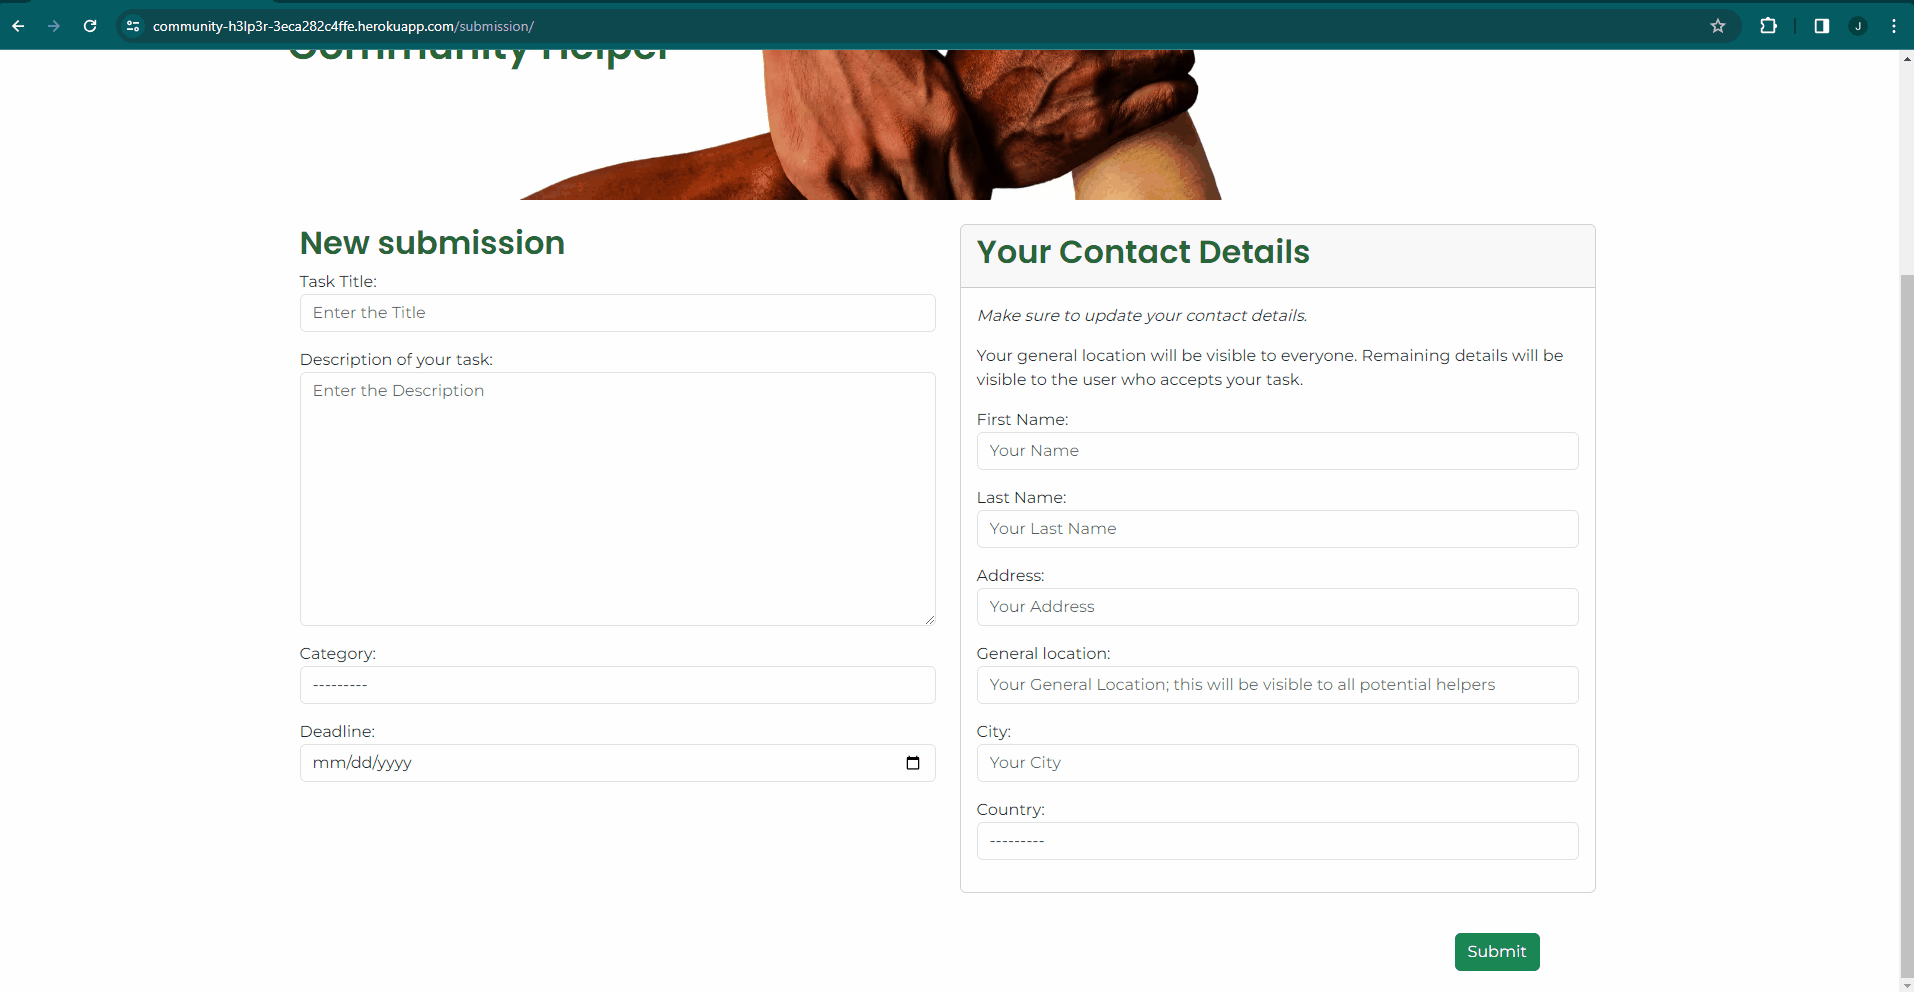 community-h3lp3r-3eca282c4ffe.herokuapp.com/submission/
J
Community Helper
New submission
Task Title:
Enter the Title
Description of your task:
Enter the Description
Category:
---------
Deadline:
mm/dd/yyyy
Your Contact Details
Make sure to update your contact details.
Your general location will be visible to everyone. Remaining details will be
visible to the user who accepts your task.
First Name:
Your Name
Last Name:
Your Last Name
Address:
Your Address
General location:
Your General Location; this will be visible to all potential helpers
City:
Your City
Country:
---------
Submit